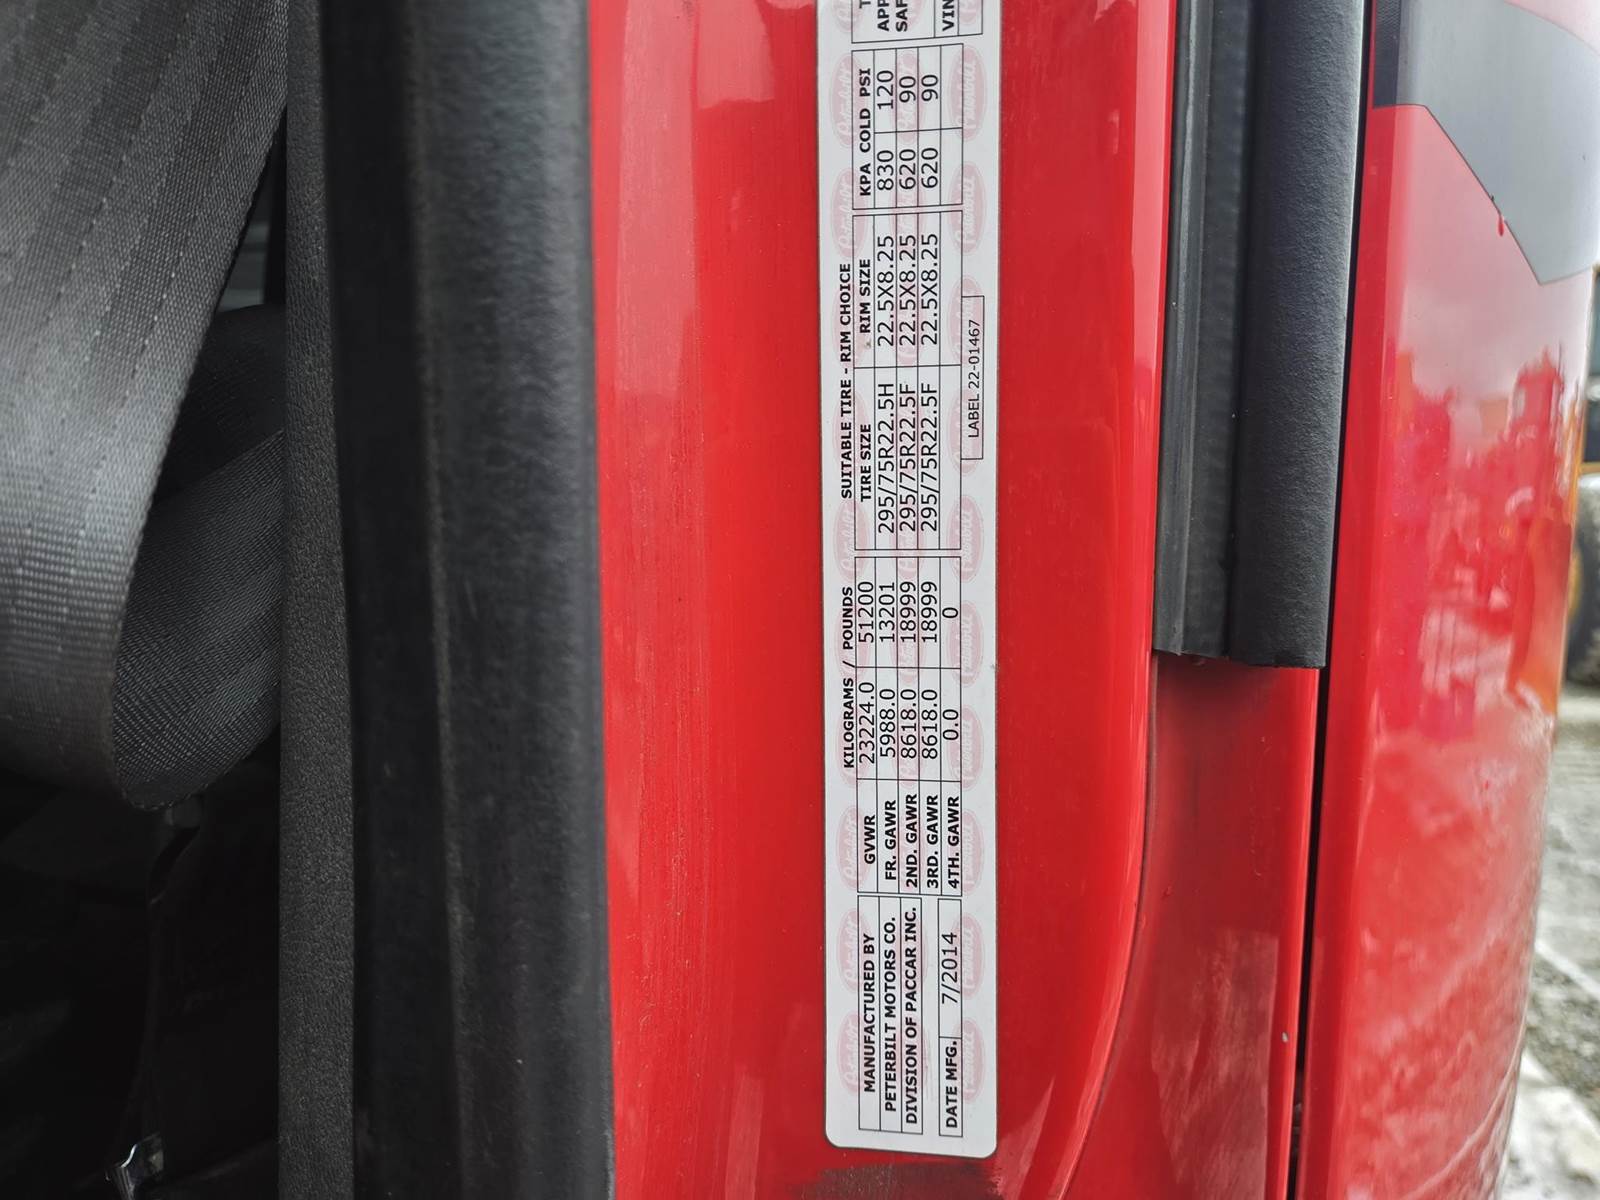 MANUFACTURED BY
PETERBILT MOTORS CO.
DIVISION OF PACCAR INC.
DATE MFG. 7/2014
KILOGRAMS / POUNDS
GVWR 23224.0 51200
FR. GAWR 5988.0 13201
2ND. GAWR 8618.0 18999
3RD. GAWR 8618.0 18999
4TH. GAWR 0.0 0
SUITABLE TIRE - RIM CHOICE
TIRE SIZE RIM SIZE KPA COLD PSI
295/75R22.5H 22.5X8.25 830 120
295/75R22.5F 22.5X8.25 620 90
295/75R22.5F 22.5X8.25 620 90
LABEL 22-01467
VIN